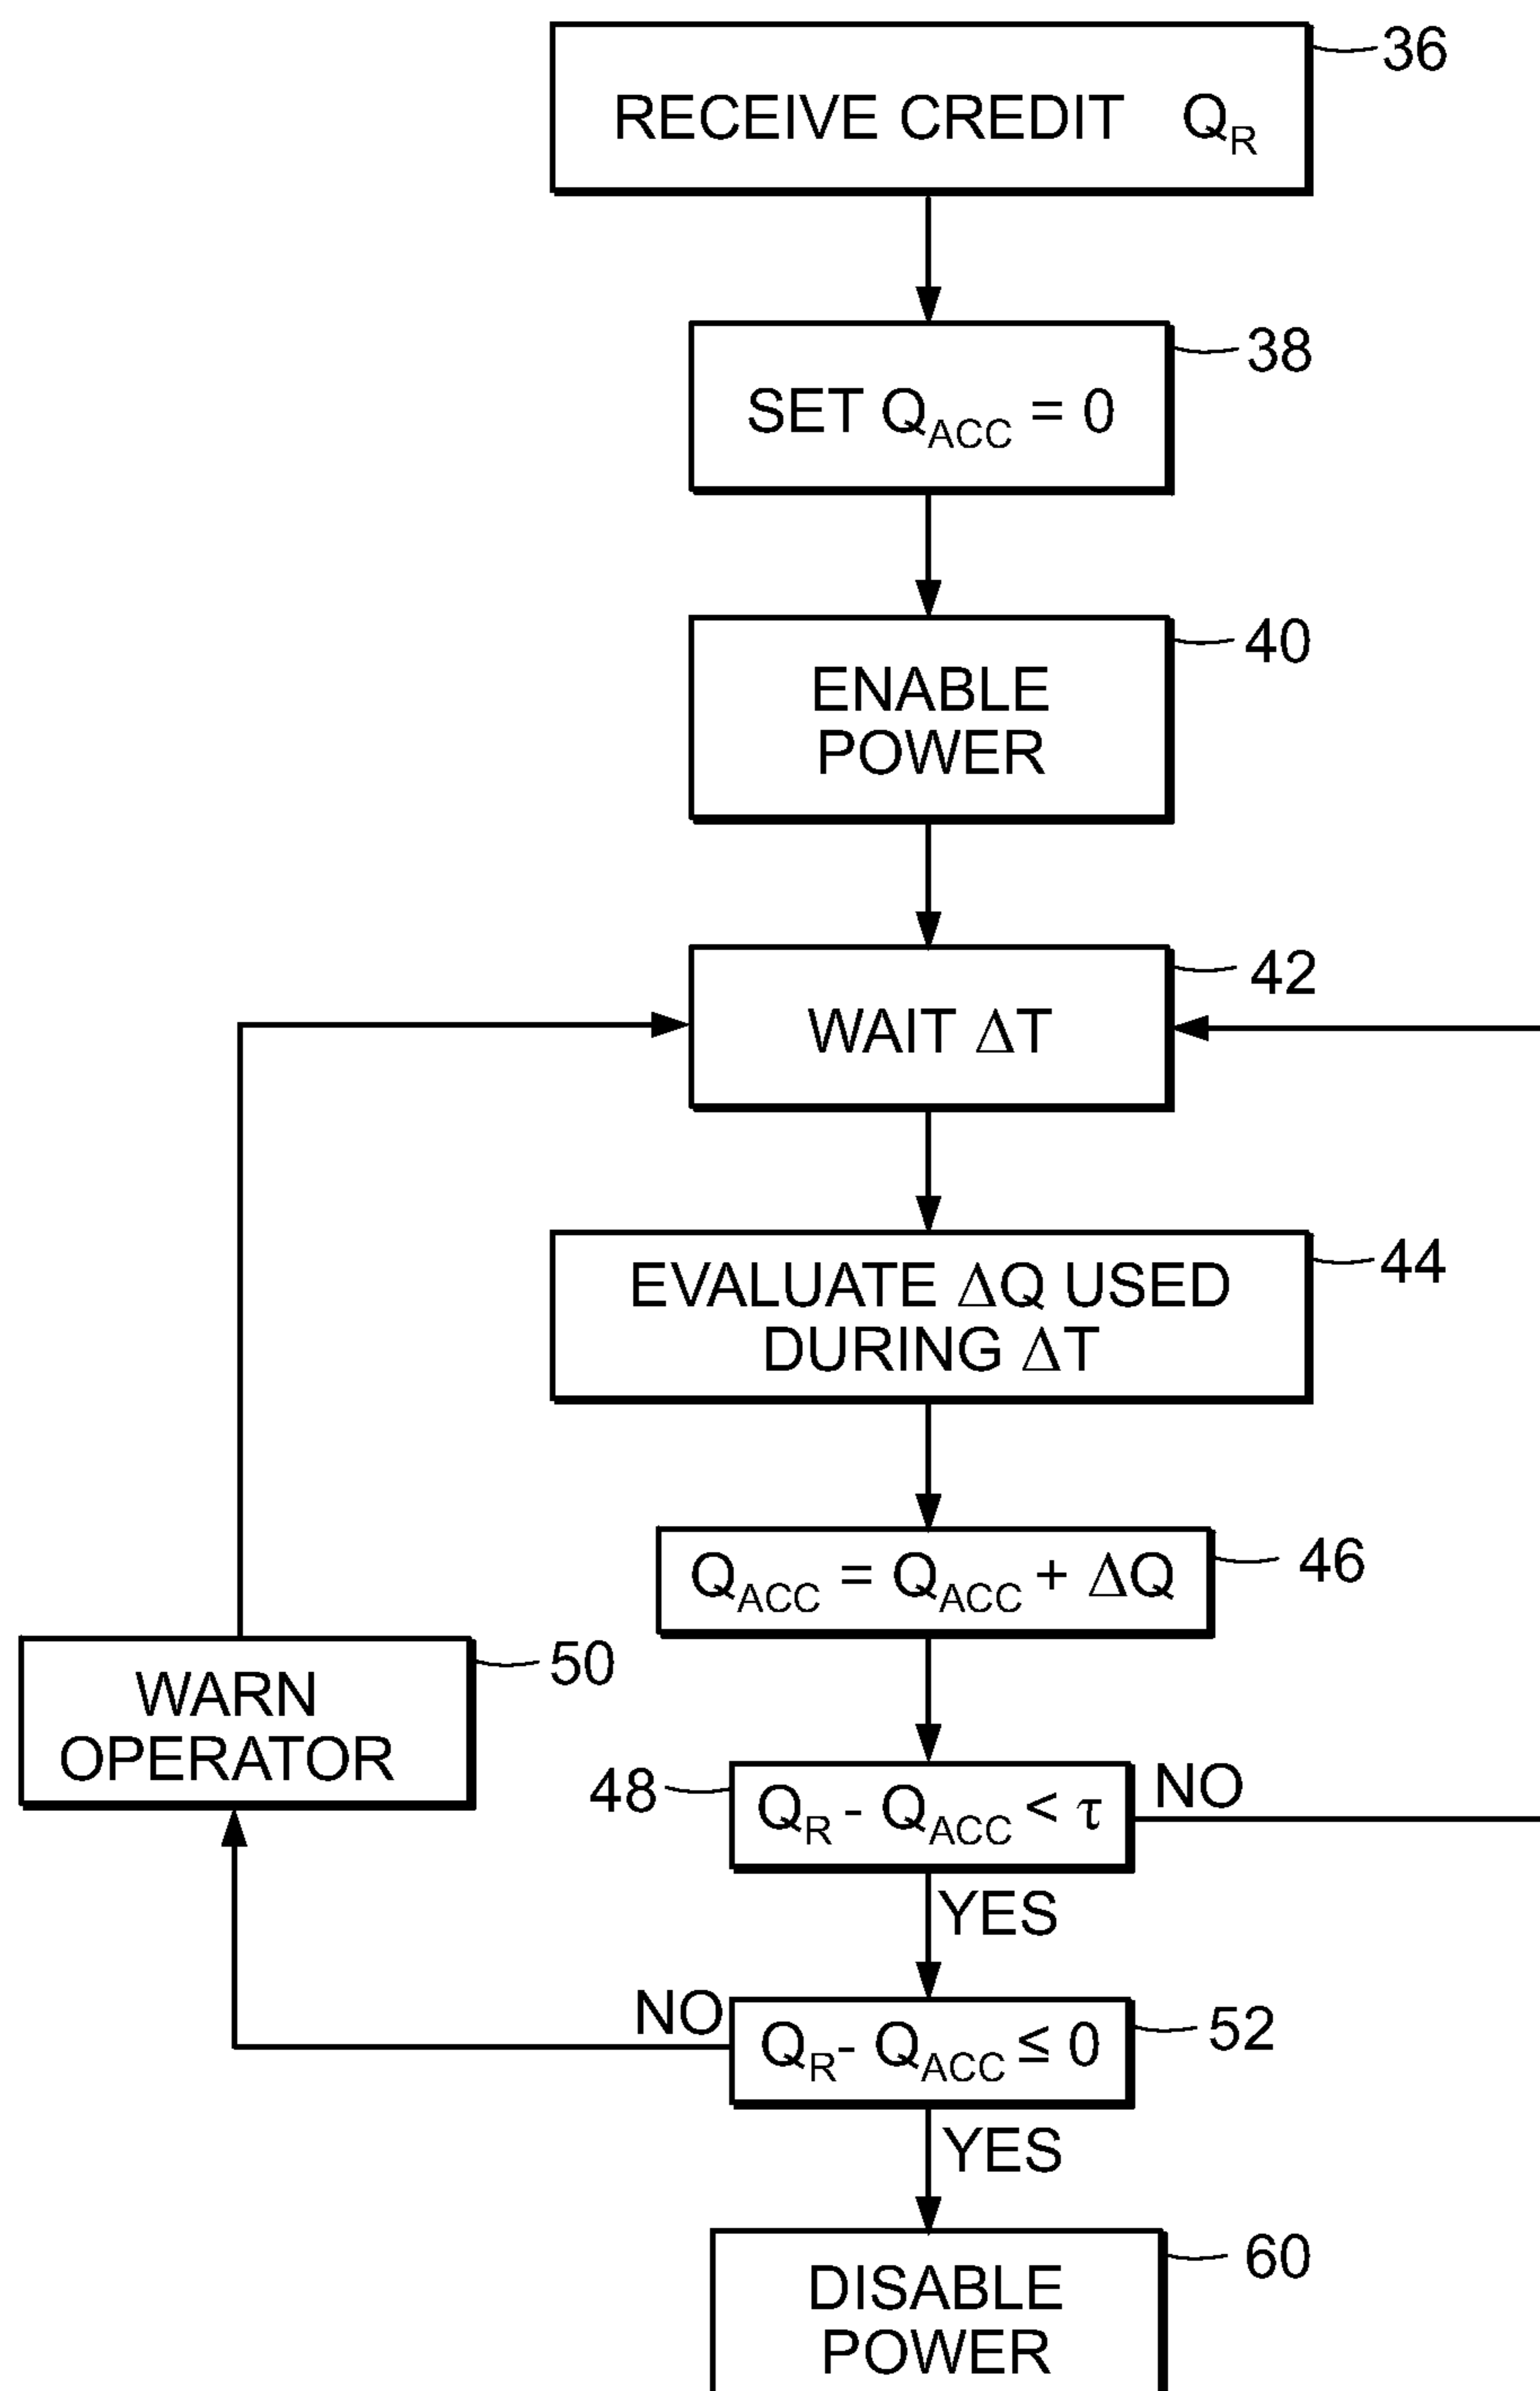 RECEIVE CREDIT Q_R
36
SET Q_ACC = 0
38
ENABLE
POWER
40
WAIT ΔT
42
EVALUATE ΔQ USED
DURING ΔT
44
Q_ACC = Q_ACC + ΔQ
46
WARN
OPERATOR
50
48
Q_R - Q_ACC < τ
NO
YES
NO
Q_R - Q_ACC ≤ 0
52
YES
DISABLE
POWER
60